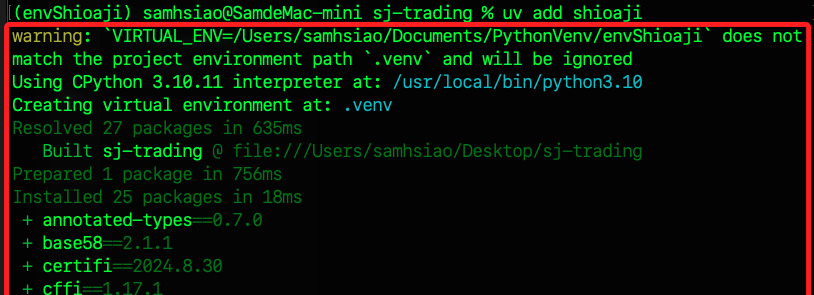 (envShioaji) samhsiao@SamdeMac-mini sj-trading % uv add shioaji
warning: `VIRTUAL_ENV=/Users/samhsiao/Documents/PythonVenv/envShioaji` does not
match the project environment path `.venv` and will be ignored
Using CPython 3.10.11 interpreter at: /usr/local/bin/python3.10
Creating virtual environment at: .venv
Resolved 27 packages in 635ms
   Built sj-trading @ file:///Users/samhsiao/Desktop/sj-trading
Prepared 1 package in 756ms
Installed 25 packages in 18ms
 + annotated-types==0.7.0
 + base58==2.1.1
 + certifi==2024.8.30
 + cffi==1.17.1